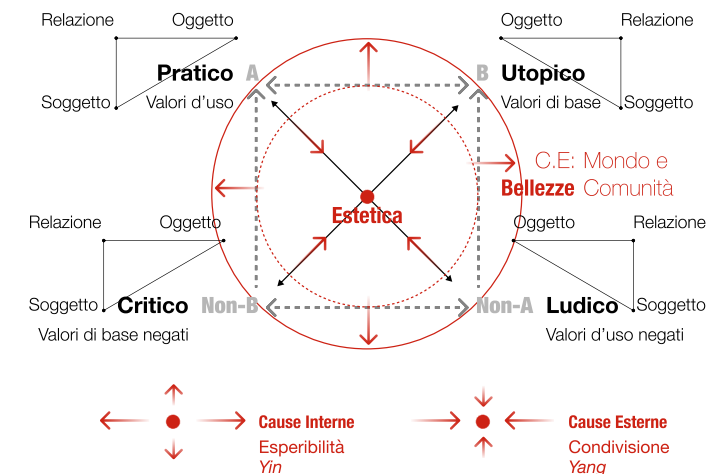 Relazione
Oggetto
Pratico A
Soggetto
Valori d'uso
Utopico
Relazione
B Utopico
Valori di base
Soggetto
C.E: Mondo e
Bellezze Comunità
Estetica
Relazione
Oggetto
Soggetto
Critico Non-B
Valori di base negati
Oggetto
Relazione
Non-A Ludico
Soggetto
Valori d'uso negati
Cause Interne
Esperibilità
Yin
Cause Esterne
Condivisione
Yang